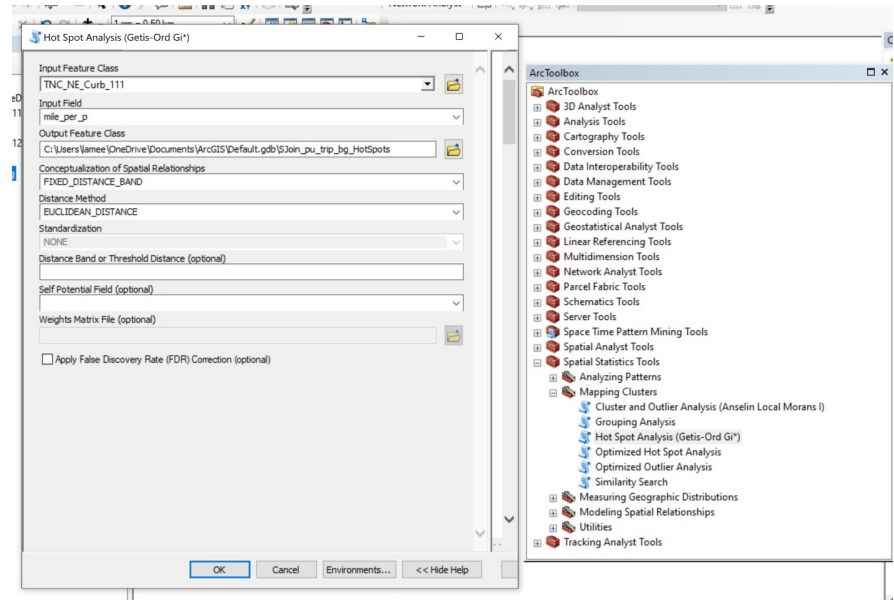 1 cm = 0.50 km
Hot Spot Analysis (Getis-Ord Gi*)
Input Feature Class
TNC_NE_Curb_111
Input Field
mile_per_p
Output Feature Class
C:\Users\lamee\OneDrive\Documents\ArcGIS\Default.gdb\SJoin_pu_trip_bg_HotSpots
Conceptualization of Spatial Relationships
FIXED_DISTANCE_BAND
Distance Method
EUCLIDEAN_DISTANCE
Standardization
NONE
Distance Band or Threshold Distance (optional)
Self Potential Field (optional)
Weights Matrix File (optional)
Apply False Discovery Rate (FDR) Correction (optional)
OK Cancel Environments... << Hide Help
ArcToolbox
ArcToolbox
3D Analyst Tools
Analysis Tools
Cartography Tools
Conversion Tools
Data Interoperability Tools
Data Management Tools
Editing Tools
Geocoding Tools
Geostatistical Analyst Tools
Linear Referencing Tools
Multidimension Tools
Network Analyst Tools
Parcel Fabric Tools
Schematics Tools
Server Tools
Space Time Pattern Mining Tools
Spatial Analyst Tools
Spatial Statistics Tools
Analyzing Patterns
Mapping Clusters
Cluster and Outlier Analysis (Anselin Local Morans I)
Grouping Analysis
Hot Spot Analysis (Getis-Ord Gi*)
Optimized Hot Spot Analysis
Optimized Outlier Analysis
Similarity Search
Measuring Geographic Distributions
Modeling Spatial Relationships
Utilities
Tracking Analyst Tools